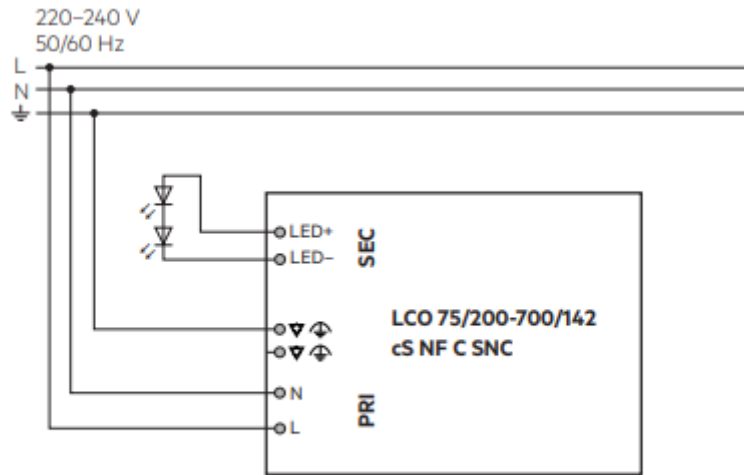 220–240 V
50/60 Hz
L
N
LED+
LED–
SEC
LCO 75/200-700/142
cS NF C SNC
N
PRI
L